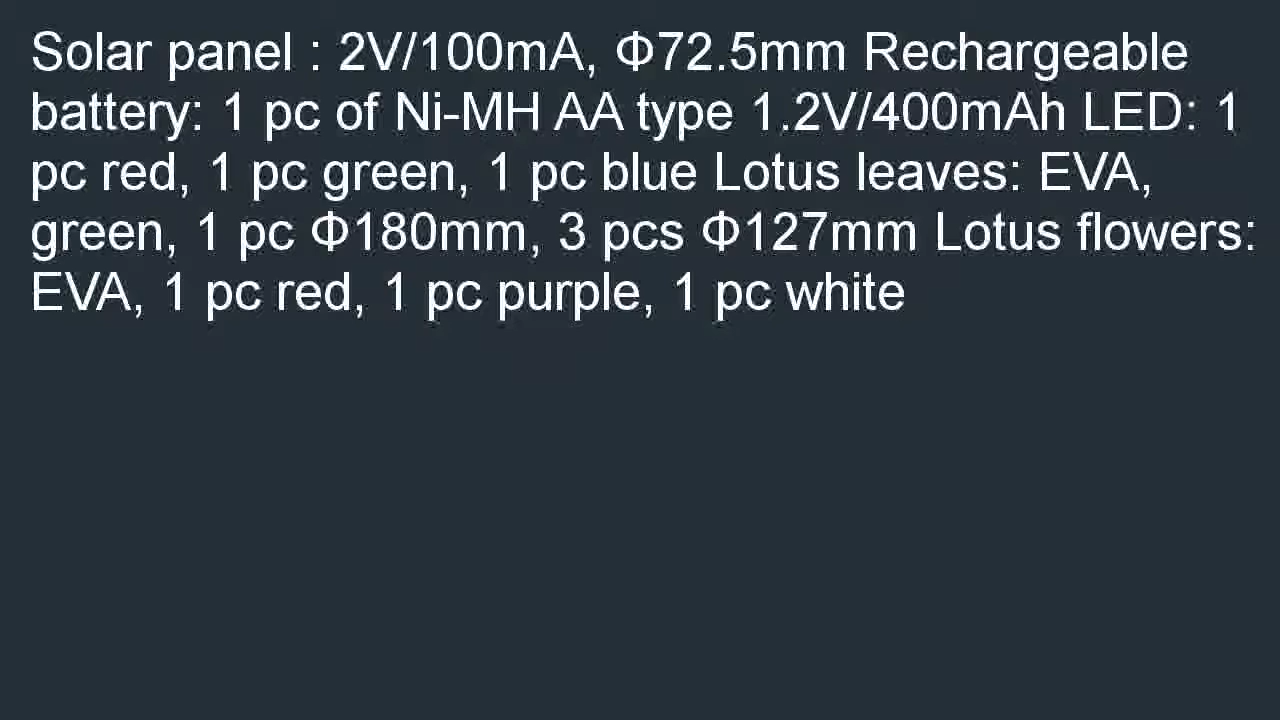 Solar panel : 2V/100mA, Φ72.5mm Rechargeable
battery: 1 pc of Ni-MH AA type 1.2V/400mAh LED: 1
pc red, 1 pc green, 1 pc blue Lotus leaves: EVA,
green, 1 pc Φ180mm, 3 pcs Φ127mm Lotus flowers:
EVA, 1 pc red, 1 pc purple, 1 pc white